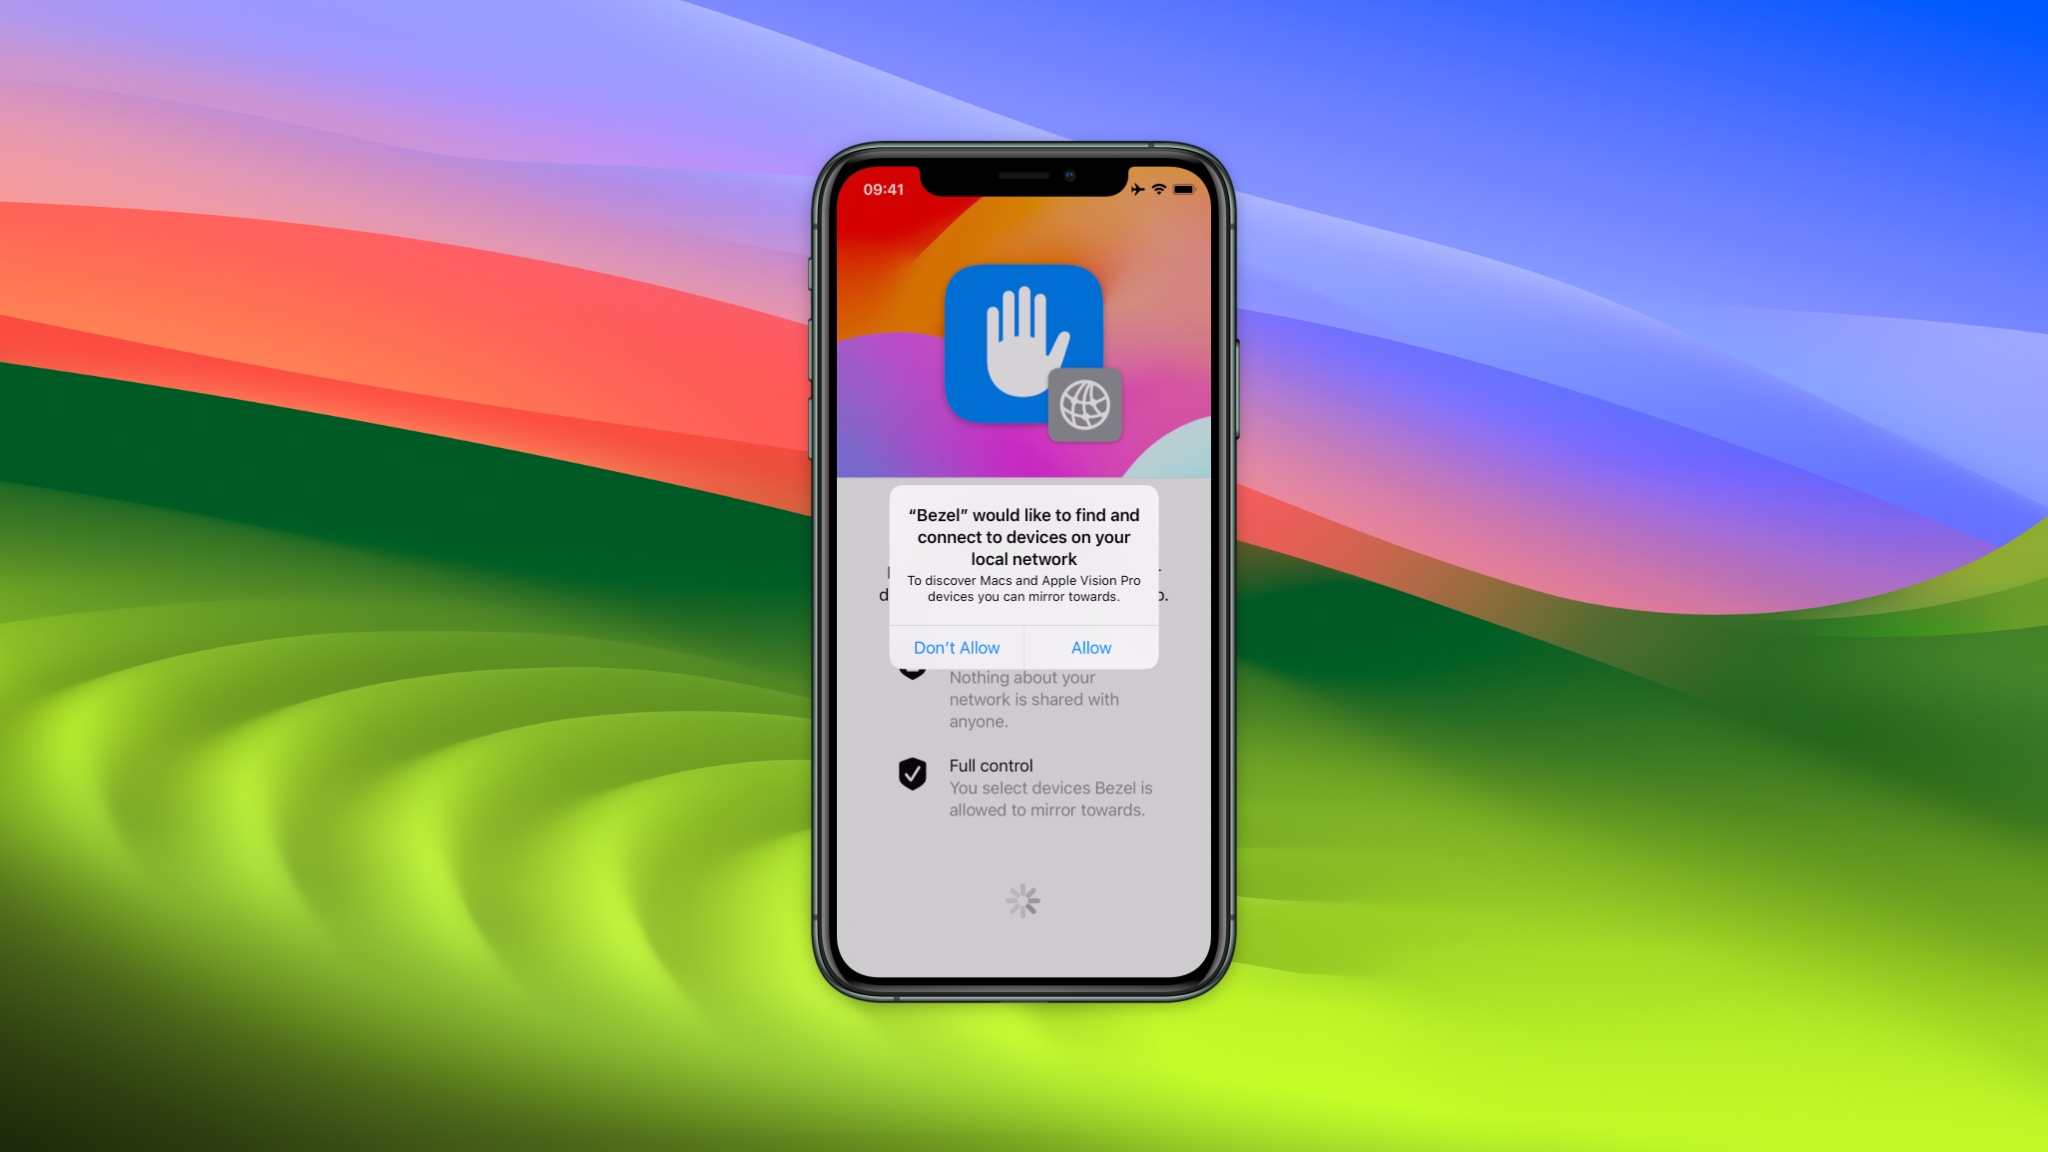 09:41
“Bezel” would like to find and
connect to devices on your
local network
To discover Macs and Apple Vision Pro
devices you can mirror towards.
Don’t Allow
Allow
Nothing about your
network is shared with
anyone.
Full control
You select devices Bezel is
allowed to mirror towards.